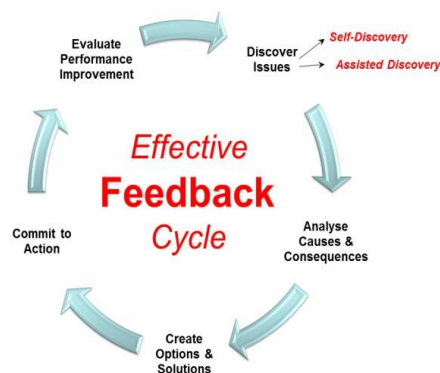 Evaluate
Performance
Improvement
Discover
Issues
Self-Discovery
Assisted Discovery
Effective
Feedback
Cycle
Analyse
Causes &
Consequences
Create
Options &
Solutions
Commit to
Action